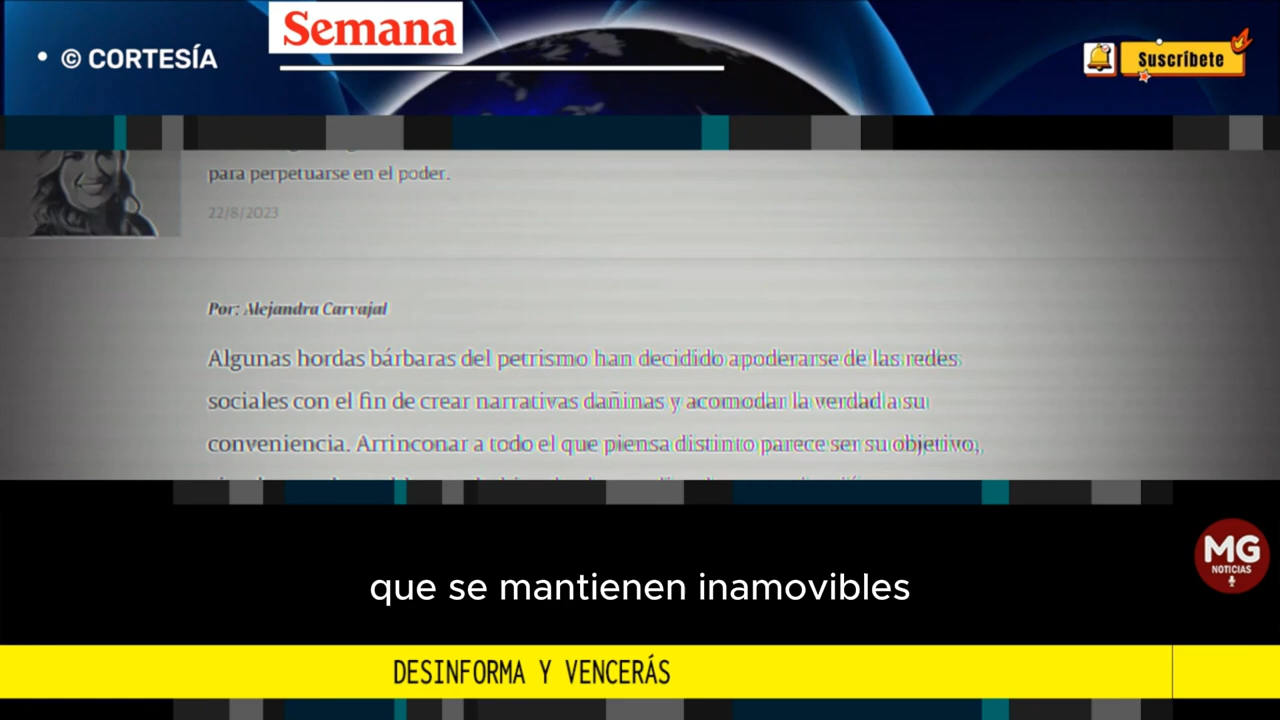 Semana
• © CORTESÍA
Suscríbete
para perpetuarse en el poder.
22/8/2023
Por: Alejandra Carvajal
Algunas hordas bárbaras del petrismo han decidido apoderarse de las redes
sociales con el fin de crear narrativas dañinas y acomodar la verdad a su
conveniencia. Arrinconar a todo el que piensa distinto parece ser su objetivo,
MG
NOTICIAS
que se mantienen inamovibles
DESINFORMA Y VENCERÁS